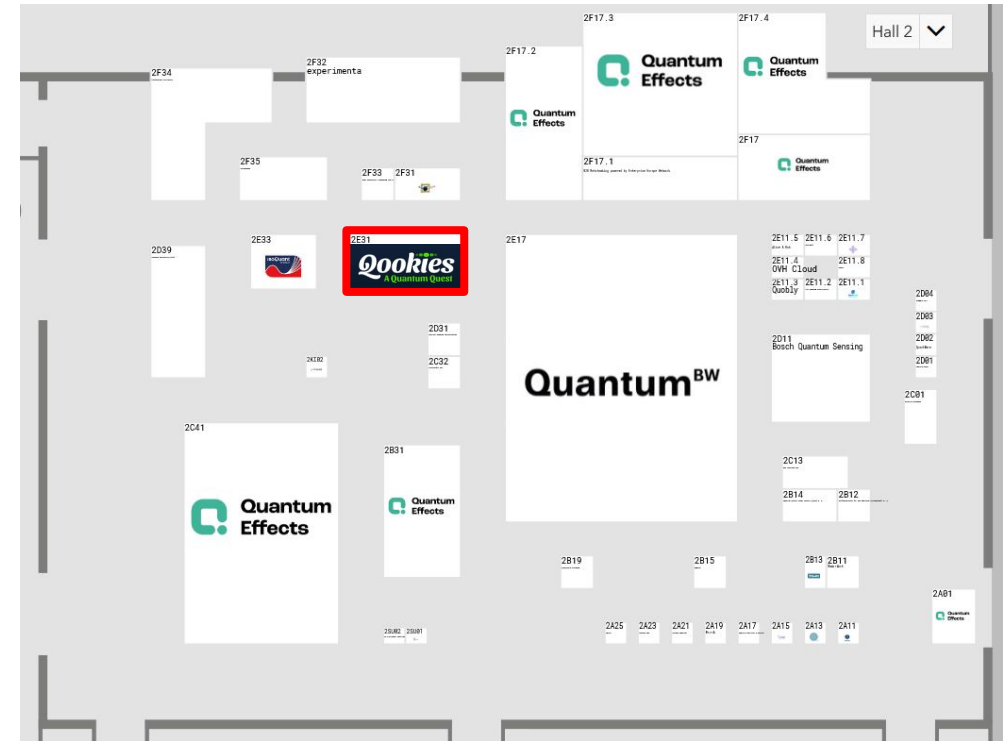 Hall 2
2F17.3
2F17.4
2F17.2
Quantum
Effects
Quantum
Effects
Quantum
Effects
2F17
Quantum
Effects
2F17.1
2F34
2F32
experimenta
2F35
2F33
2F31
2D39
2E33
2E31
Qookies
A Quantum Quest
2E17
QuantumBW
2E11.5
2E11.6
2E11.7
2E11.4
OVH Cloud
2E11.8
2E11.3
Quobly
2E11.2
2E11.1
2D04
2D03
2D02
2D01
2D31
2C32
2KI02
2D11
Bosch Quantum Sensing
2C01
2C41
Quantum
Effects
2B31
Quantum
Effects
2C13
2B14
2B12
2B19
2B15
2B13
2B11
2A01
Quantum
Effects
2SU02
2SU01
2A25
2A23
2A21
2A19
2A17
2A15
2A13
2A11